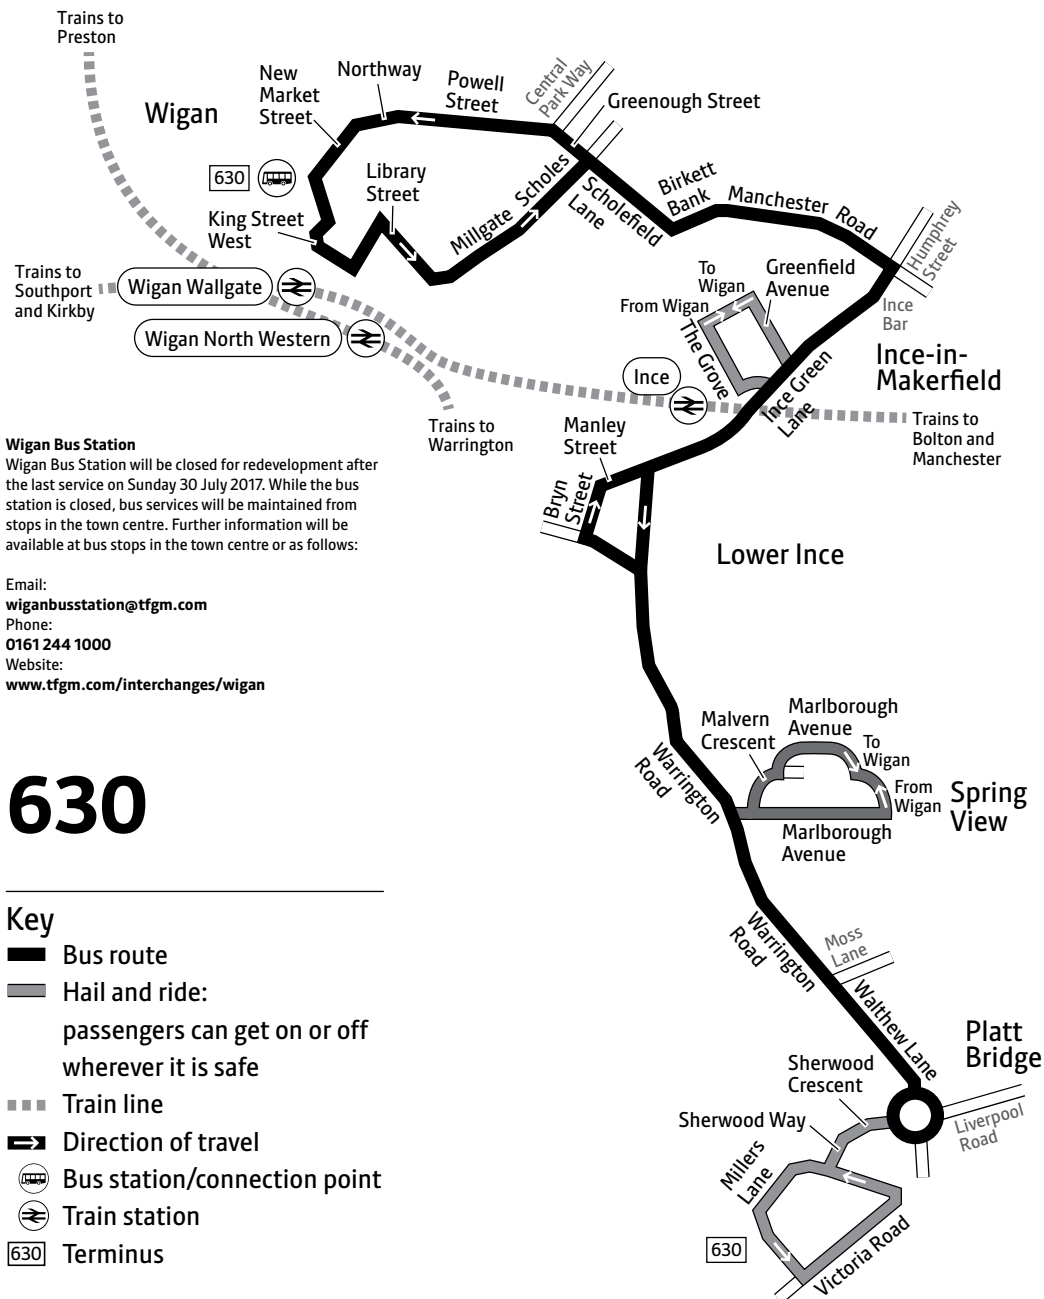 Trains to
Preston
Wigan
New
Market
Street
Northway
Powell
Street
Central
Park Way
Greenough Street
630
Library
Street
King Street
West
Millgate
Scholes
Scholefield
Lane
Birkett
Bank
Manchester Road
Humphrey
Street
Ince
Bar
Trains to
Southport
and Kirkby
Wigan Wallgate
Wigan North Western
To
Wigan
From Wigan
Greenfield
Avenue
The Grove
Ince Green
Lane
Ince-in-
Makerfield
Ince
Trains to
Warrington
Trains to
Bolton and
Manchester
Manley
Street
Bryn
Street
Lower Ince
Wigan Bus Station
Wigan Bus Station will be closed for redevelopment after
the last service on Sunday 30 July 2017. While the bus
station is closed, bus services will be maintained from
stops in the town centre. Further information will be
available at bus stops in the town centre or as follows:
Email:
wiganbusstation@tfgm.com
Phone:
0161 244 1000
Website:
www.tfgm.com/interchanges/wigan
Warrington
Road
Malvern
Crescent
Marlborough
Avenue
To
Wigan
From
Wigan
Marlborough
Avenue
Spring
View
630
Warrington
Road
Moss
Lane
Walthew Lane
Platt
Bridge
Sherwood
Crescent
Sherwood Way
Liverpool
Road
Millers
Lane
Victoria Road
630
Key
Bus route
Hail and ride:
passengers can get on or off
wherever it is safe
Train line
Direction of travel
Bus station/connection point
Train station
630 Terminus